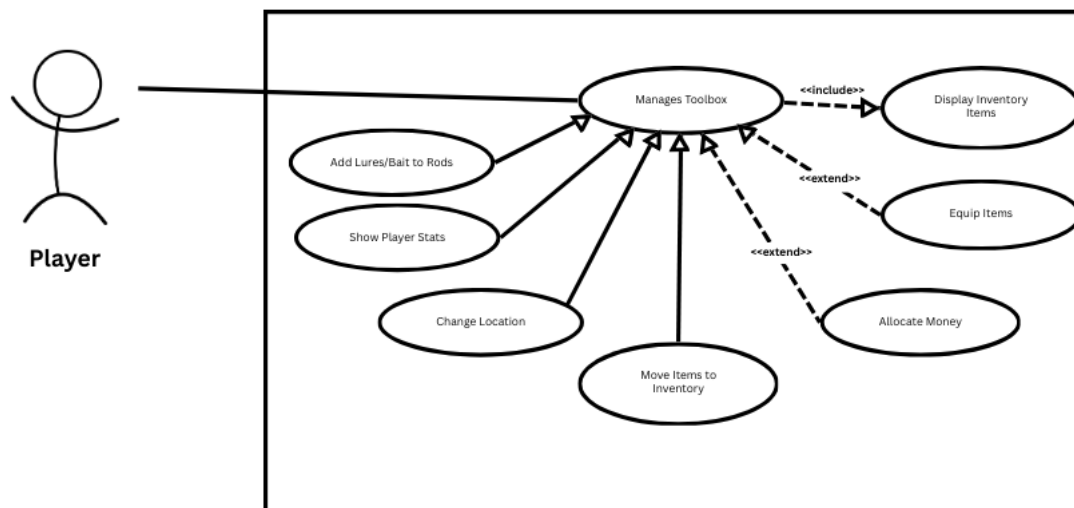 Manages Toolbox
<<include>>
Display Inventory
Items
Add Lures/Bait to Rods
<<extend>>
Equip Items
Show Player Stats
Player
<<extend>>
Change Location
Allocate Money
Move Items to
Inventory